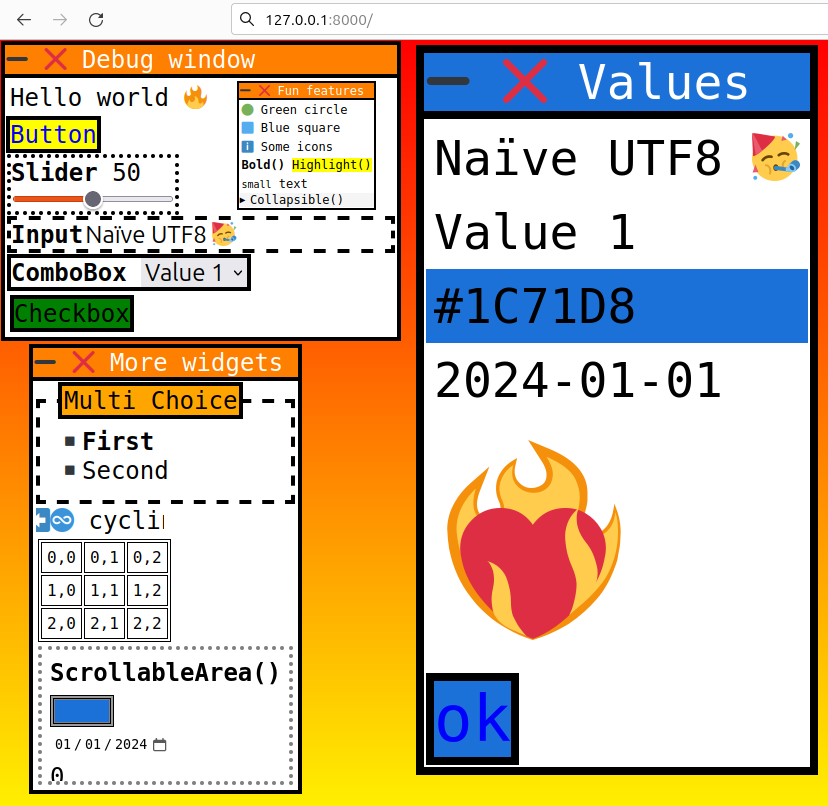 127.0.0.1:8000/
Debug window
Hello world 🔥
Button
Slider 50
Input Naïve UTF8 🥳
ComboBox Value 1
Checkbox
Fun features
Green circle
Blue square
Some icons
Bold() Highlight()
small text
Collapsible()
More widgets
Multi Choice
First
Second
0,0 0,1 0,2
1,0 1,1 1,2
2,0 2,1 2,2
ScrollableArea()
01/01/2024
0
Values
Naïve UTF8 🥳
Value 1
#1C71D8
2024-01-01
ok